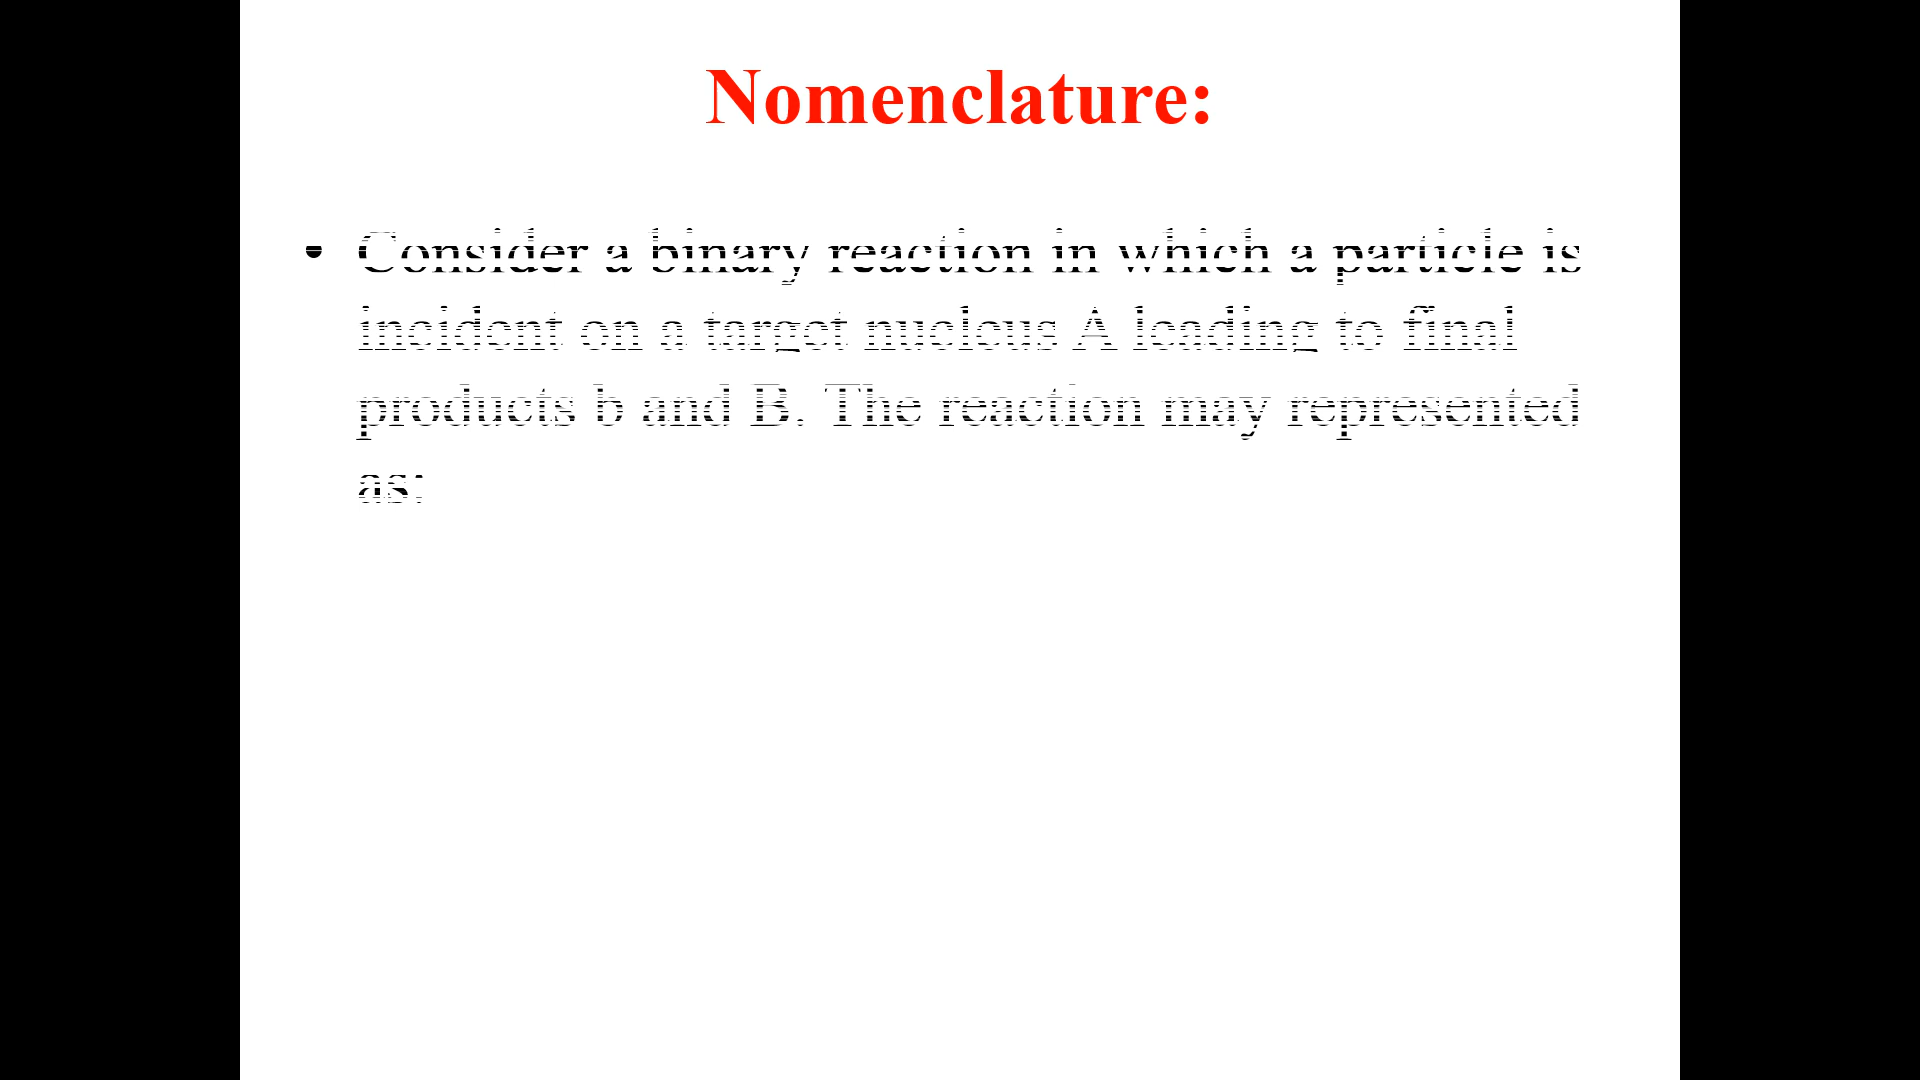 Nomenclature:
• Consider a binary reaction in which a particle is
incident on a target nucleus A leading to final
products b and B. The reaction may represented
as: